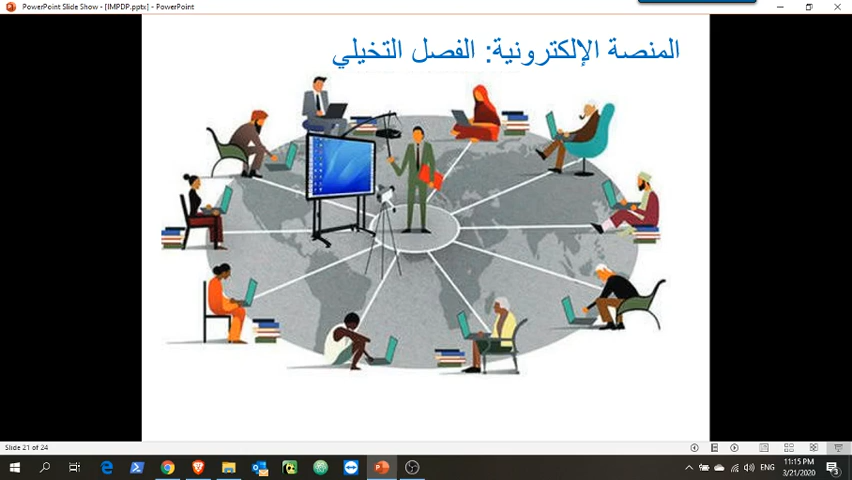 PowerPoint Slide Show - [IMPDP.pptx] - PowerPoint
المنصة الإلكترونية: الفصل التخيلي
Slide 21 of 24
ENG
11:15 PM
3/21/2020
3